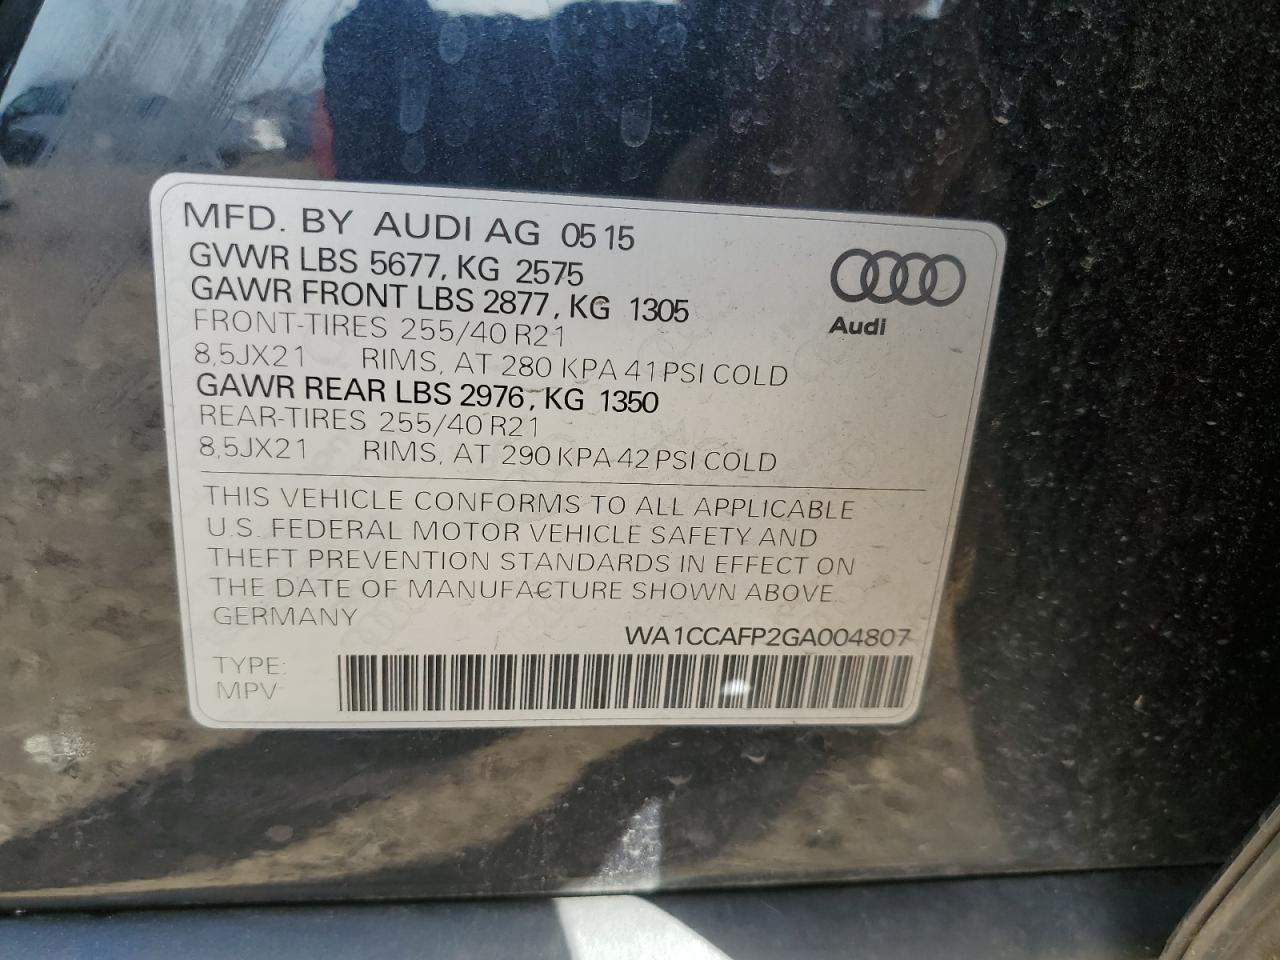 MFD. BY AUDI AG 0515
GVWR LBS 5677, KG 2575
GAWR FRONT LBS 2877, KG 1305
FRONT-TIRES 255/40 R21
8,5JX21 RIMS, AT 280 KPA 41 PSI COLD
GAWR REAR LBS 2976, KG 1350
REAR-TIRES 255/40 R21
8,5JX21 RIMS, AT 290 KPA 42 PSI COLD
Audi
THIS VEHICLE CONFORMS TO ALL APPLICABLE
U.S. FEDERAL MOTOR VEHICLE SAFETY AND
THEFT PREVENTION STANDARDS IN EFFECT ON
THE DATE OF MANUFACTURE SHOWN ABOVE.
GERMANY
WA1CCAFP2GA004807
TYPE:
MPV